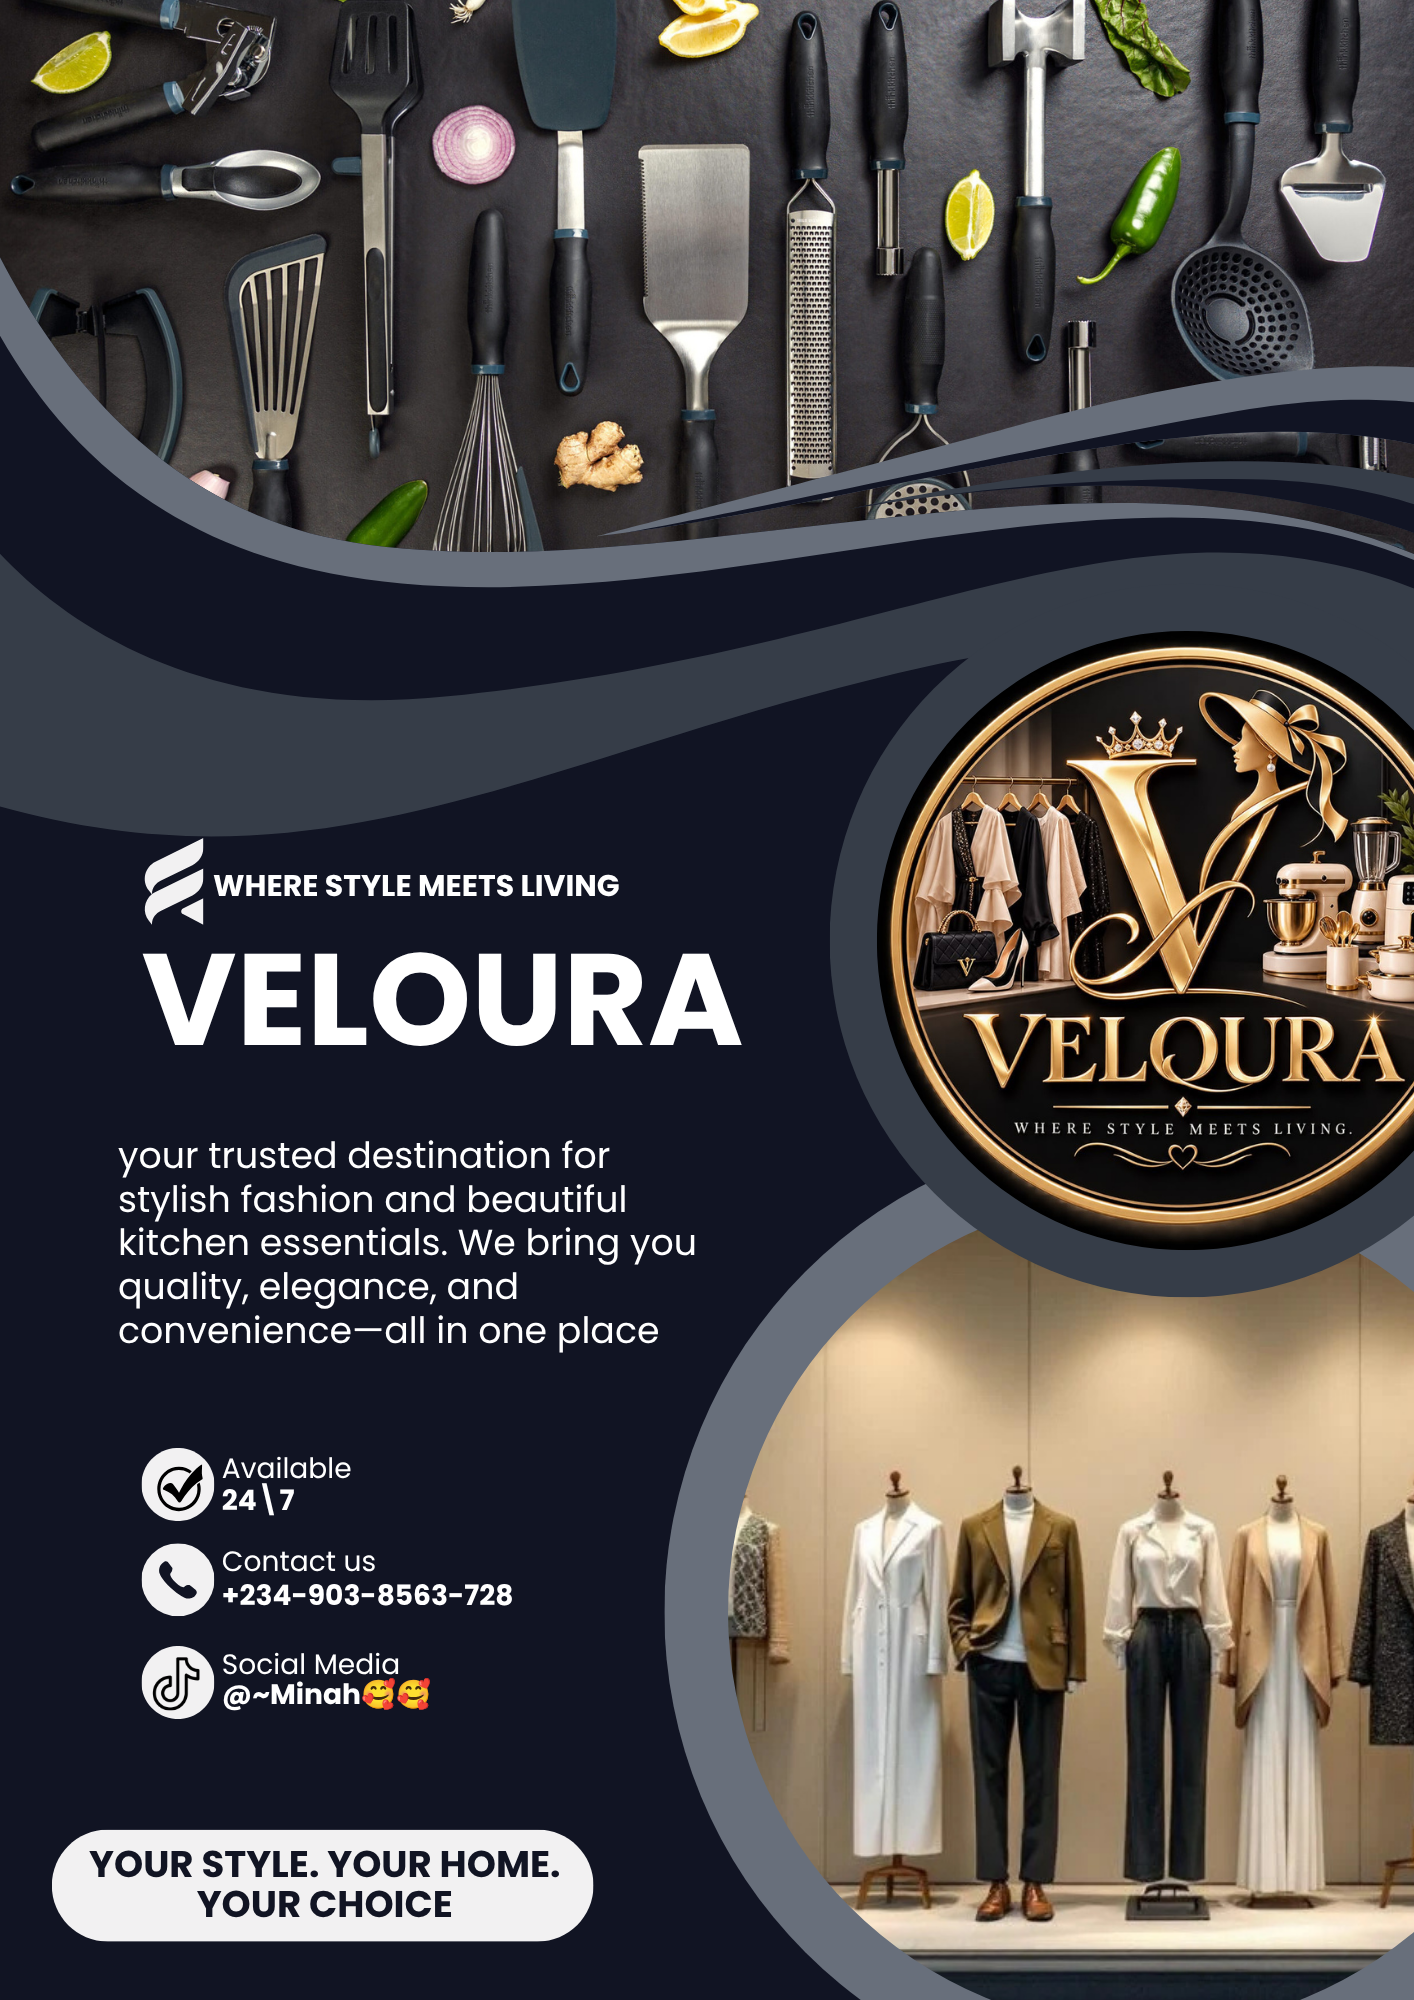 WHERE STYLE MEETS LIVING
VELOURA
VELOURA
WHERE STYLE MEETS LIVING.
your trusted destination for
stylish fashion and beautiful
kitchen essentials. We bring you
quality, elegance, and
convenience—all in one place
Available
24\7
Contact us
+234-903-8563-728
Social Media
@~Minah🥰🥰
YOUR STYLE. YOUR HOME.
YOUR CHOICE